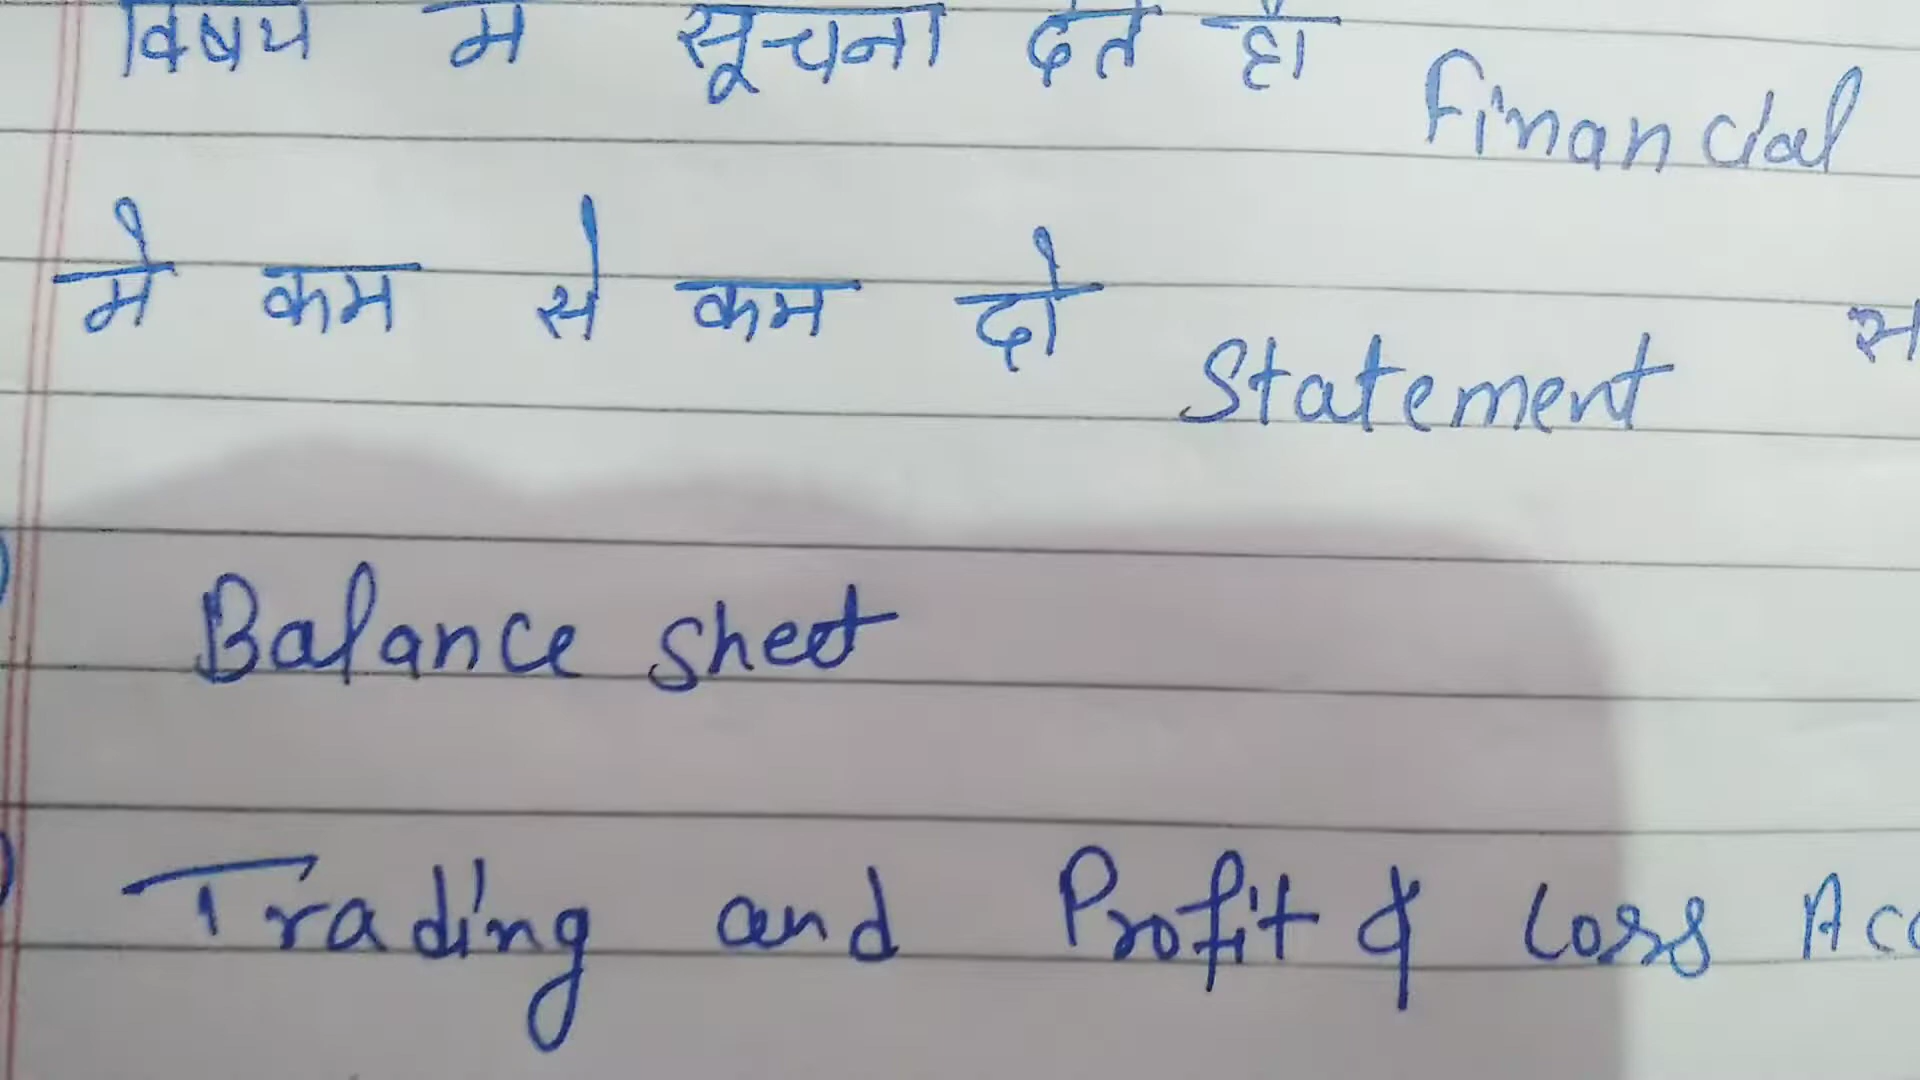 विषय में सूचना देते हैं। Financial
मे कम से कम दो Statement
Balance sheet
Trading and Profit & Loss